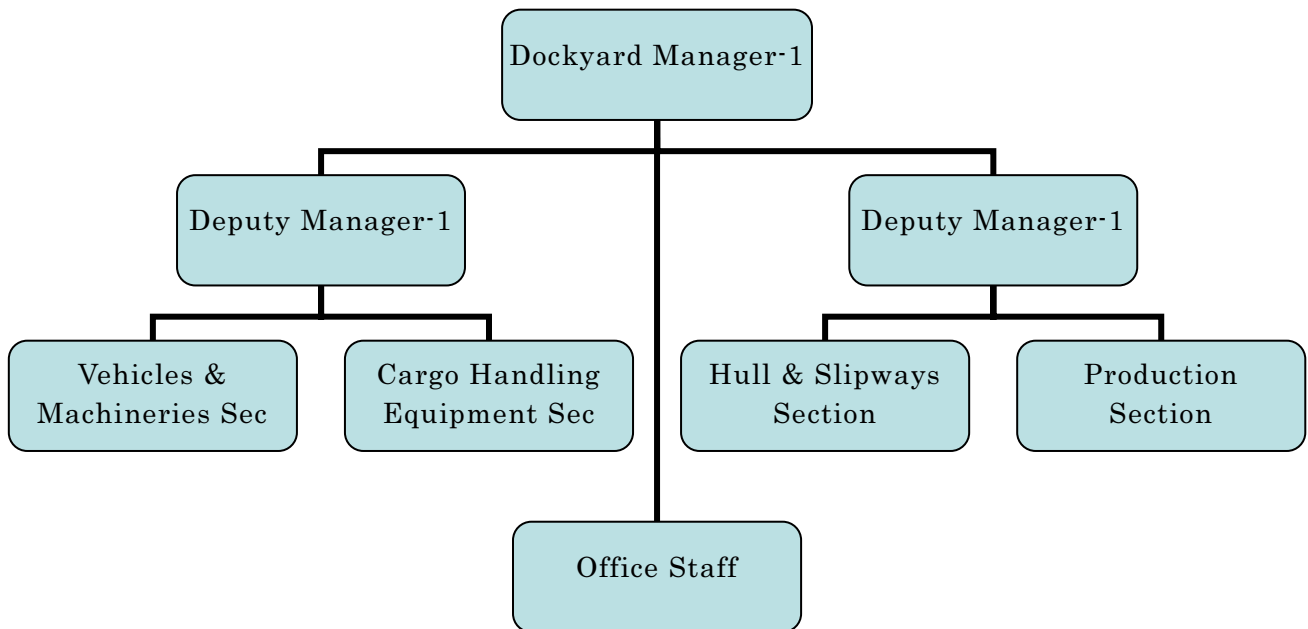 Dockyard Manager-1
Deputy Manager-1
Deputy Manager-1
Vehicles &
Machineries Sec
Cargo Handling
Equipment Sec
Hull & Slipways
Section
Production
Section
Office Staff